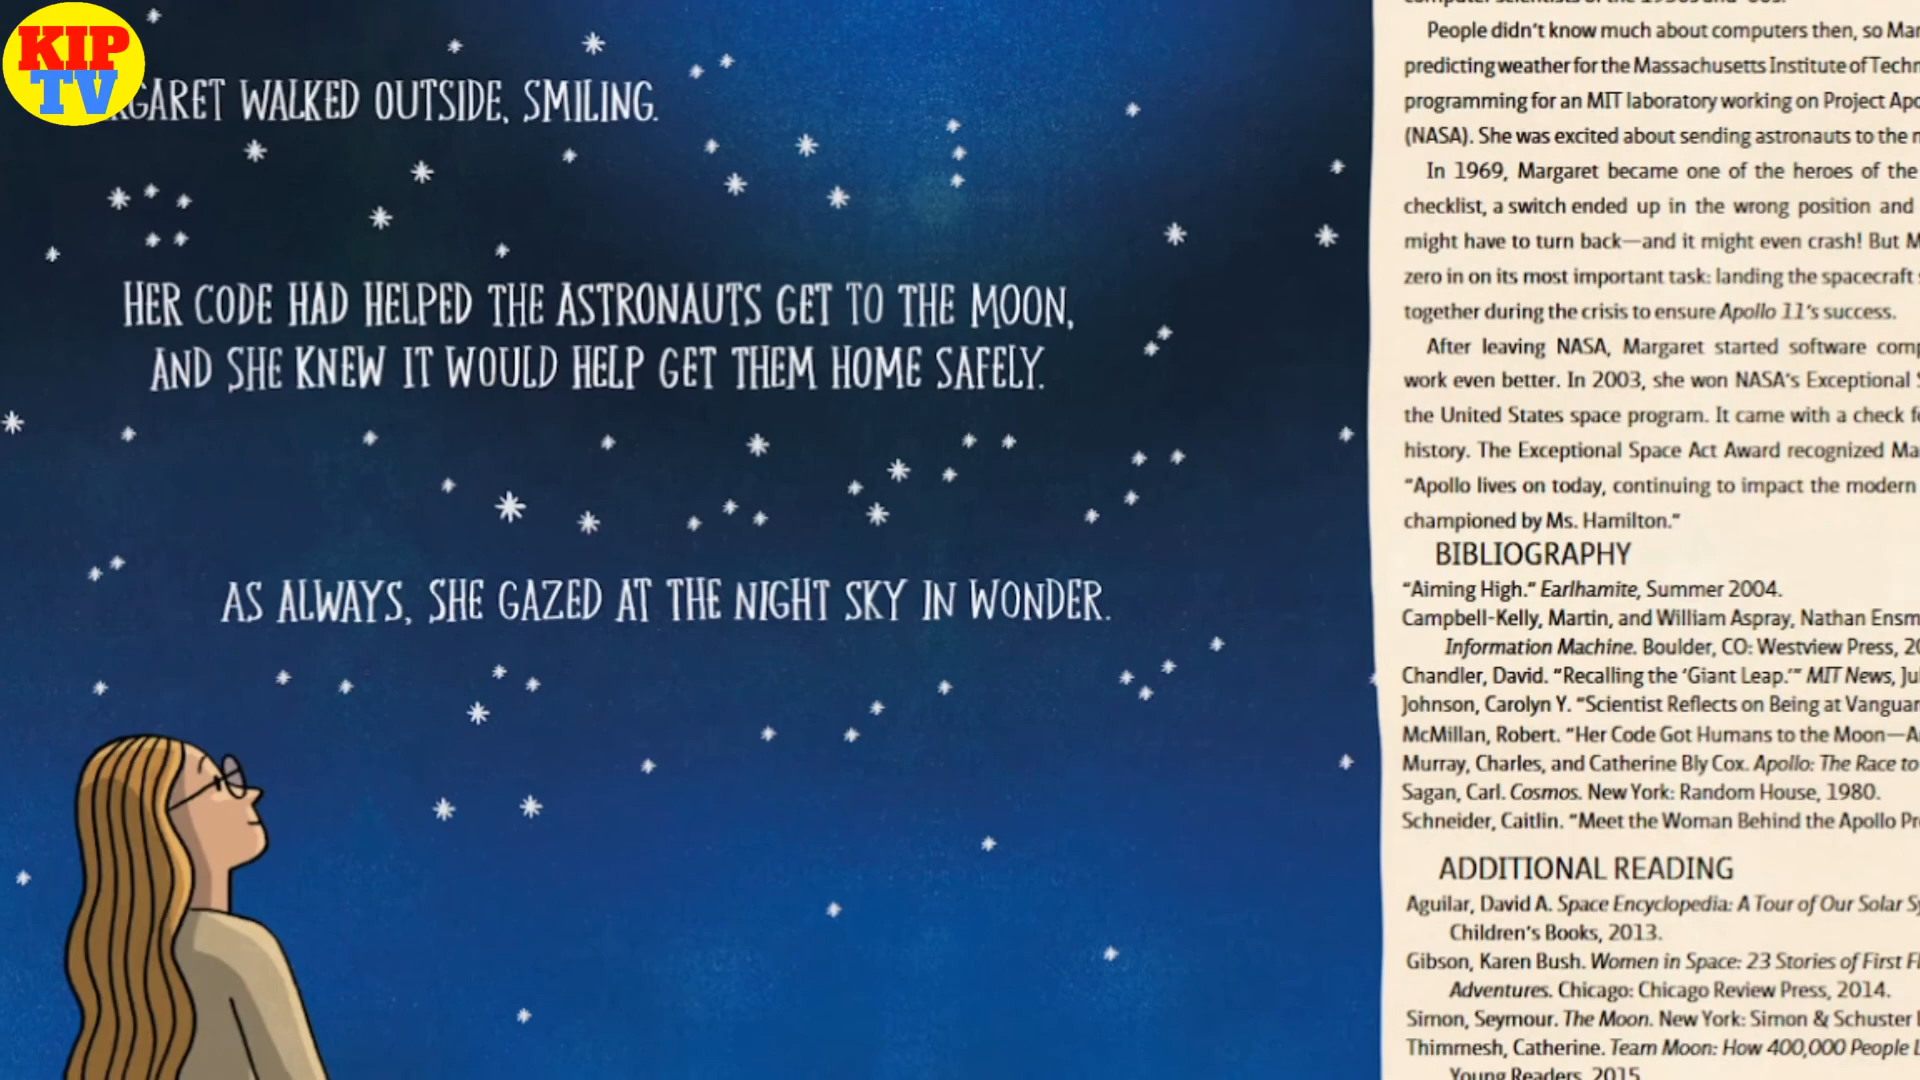 KIP
TV
GARET WALKED OUTSIDE, SMILING.
HER CODE HAD HELPED THE ASTRONAUTS GET TO THE MOON,
AND SHE KNEW IT WOULD HELP GET THEM HOME SAFELY.
AS ALWAYS, SHE GAZED AT THE NIGHT SKY IN WONDER.
People didn't know much about computers then, so Mar
predicting weather for the Massachusetts Institute of Techn
programming for an MIT laboratory working on Project Apo
(NASA). She was excited about sending astronauts to the
In 1969, Margaret became one of the heroes of the
checklist, a switch ended up in the wrong position and
might have to turn back—and it might even crash! But M
zero in on its most important task: landing the spacecraft
together during the crisis to ensure Apollo 11's success.
After leaving NASA, Margaret started software comp
work even better. In 2003, she won NASA's Exceptional
the United States space program. It came with a check
history. The Exceptional Space Act Award recognized Ma
"Apollo lives on today, continuing to impact the modern
championed by Ms. Hamilton."
BIBLIOGRAPHY
"Aiming High." Earlhamite, Summer 2004.
Campbell-Kelly, Martin, and William Aspray, Nathan Ensm
Information Machine. Boulder, CO: Westview Press, 20
Chandler, David. "Recalling the 'Giant Leap.'" MIT News, Ju
Johnson, Carolyn Y. "Scientist Reflects on Being at Vanguar
McMillan, Robert. "Her Code Got Humans to the Moon—A
Murray, Charles, and Catherine Bly Cox. Apollo: The Race to
Sagan, Carl. Cosmos. New York: Random House, 1980.
Schneider, Caitlin. "Meet the Woman Behind the Apollo Pr
ADDITIONAL READING
Aguilar, David A. Space Encyclopedia: A Tour of Our Solar Sy
Children's Books, 2013.
Gibson, Karen Bush. Women in Space: 23 Stories of First Fl
Adventures. Chicago: Chicago Review Press, 2014.
Simon, Seymour. The Moon. New York: Simon & Schuster
Thimmesh, Catherine. Team Moon: How 400,000 People
Young Readers, 2015.